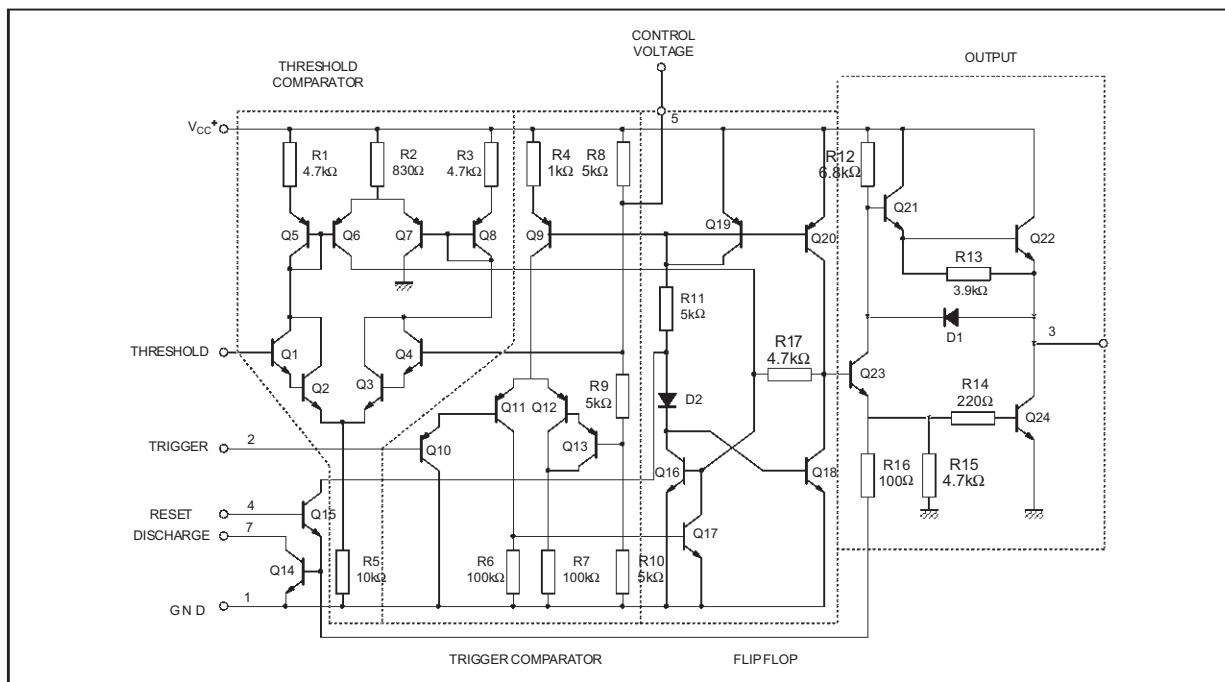 CONTROL
VOLTAGE
THRESHOLD
COMPARATOR
OUTPUT
5
VCC+
R1
4.7kΩ
R2
830Ω
R3
4.7kΩ
R4
1kΩ
R8
5kΩ
R12
6.8kΩ
Q5
Q6
Q7
Q8
Q9
Q19
Q20
Q21
Q22
R13
3.9kΩ
R11
5kΩ
D1
3
R17
4.7kΩ
THRESHOLD
Q1
Q2
Q3
Q4
R9
5kΩ
Q11
Q12
D2
Q23
R14
220Ω
Q24
TRIGGER
2
Q10
Q13
Q16
Q18
R16
100Ω
R15
4.7kΩ
RESET
4
Q15
DISCHARGE
7
Q17
Q14
R5
10kΩ
R6
100kΩ
R7
100kΩ
R10
5kΩ
GND
1
TRIGGER COMPARATOR
FLIP FLOP